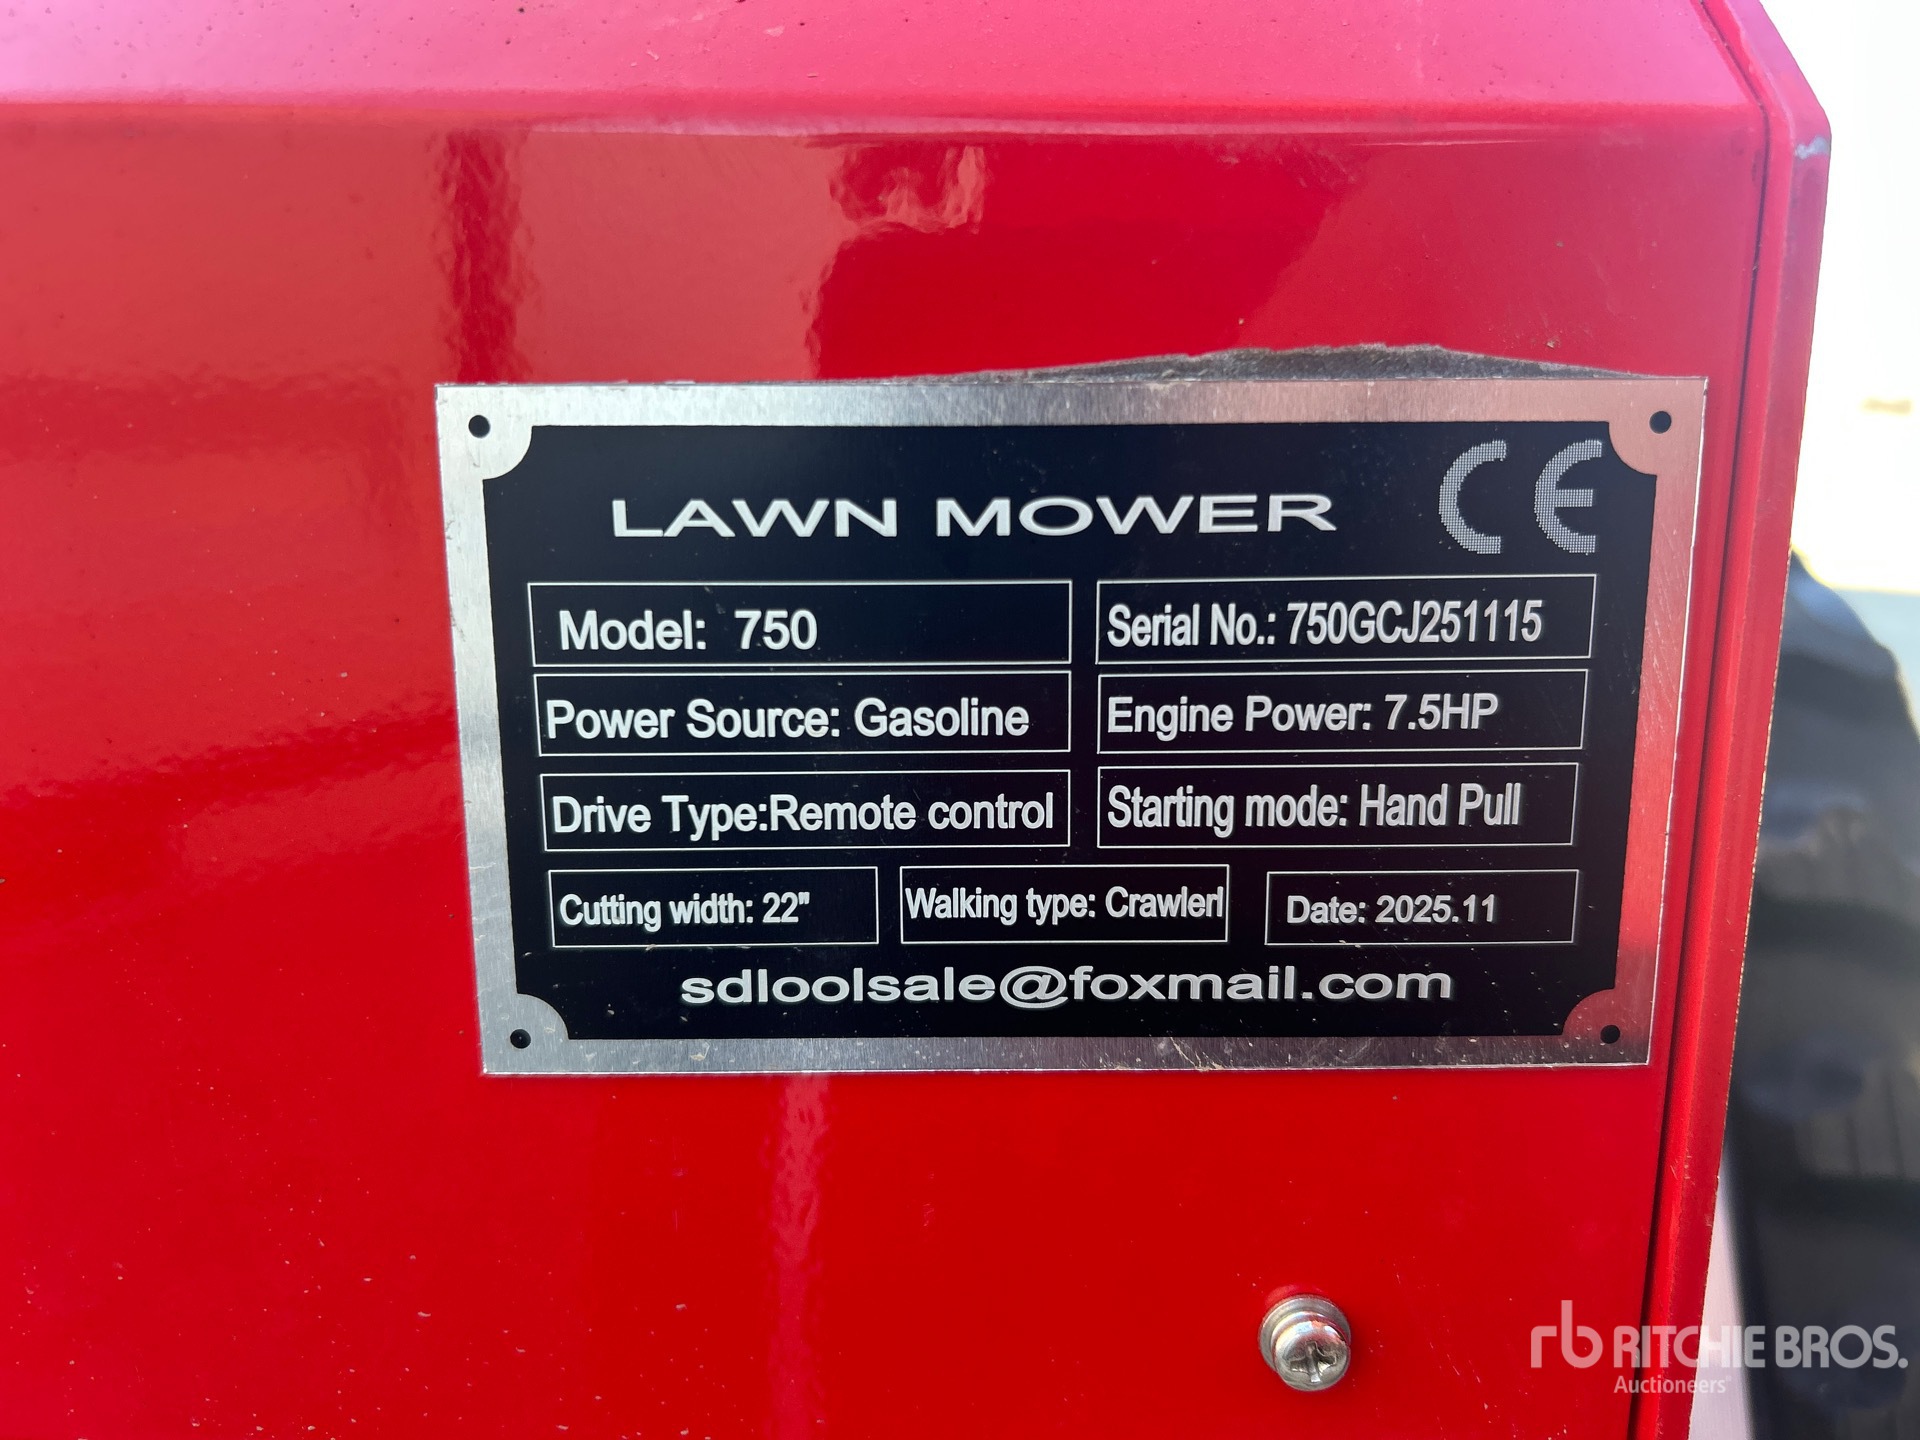 LAWN MOWER CE
Model: 750
Serial No.: 750GCJ251115
Power Source: Gasoline
Engine Power: 7.5HP
Drive Type:Remote control
Starting mode: Hand Pull
Cutting width: 22"
Walking type: Crawlerl
Date: 2025.11
sdloolsale@foxmail.com
rb RITCHIE BROS.
Auctioneers